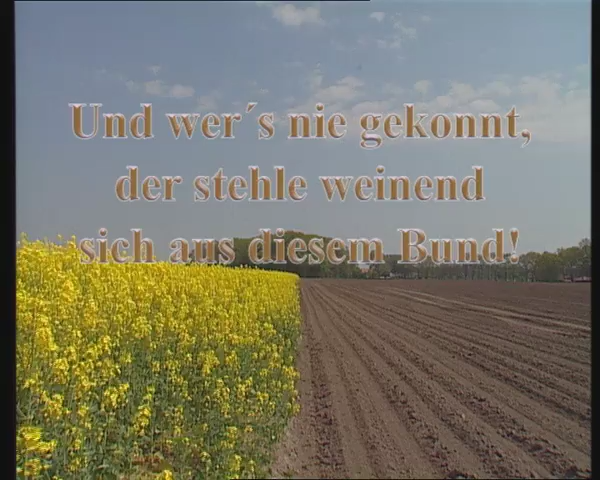 Und wer´s nie gekonnt,
der stehle weinend
sich aus diesem Bund!